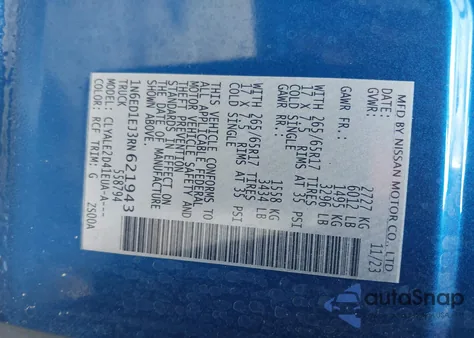 MFD BY NISSAN MOTOR CO., LTD.
DATE: 11/23
GVWR: 2727 KG
6012 LB
GAWR FR.: 1495 KG
3296 LB
WITH 265/65R17 TIRES
17 X 7.5 RIMS AT 35 PSI
COLD SINGLE
GAWR RR.: 1558 KG
3434 LB
WITH 265/65R17 TIRES
17 X 7.5 RIMS AT 35 PSI
COLD SINGLE
THIS VEHICLE CONFORMS TO
ALL APPLICABLE FEDERAL
MOTOR VEHICLE SAFETY AND
THEFT PREVENTION
STANDARDS IN EFFECT ON
THE DATE OF MANUFACTURE
SHOWN ABOVE.
1N6ED1EJ3RN621943
TRUCK 558704
MODEL: CLYALE2D41EUA-A---
COLOR: RCF TRIM: G 2500A
autoSnap